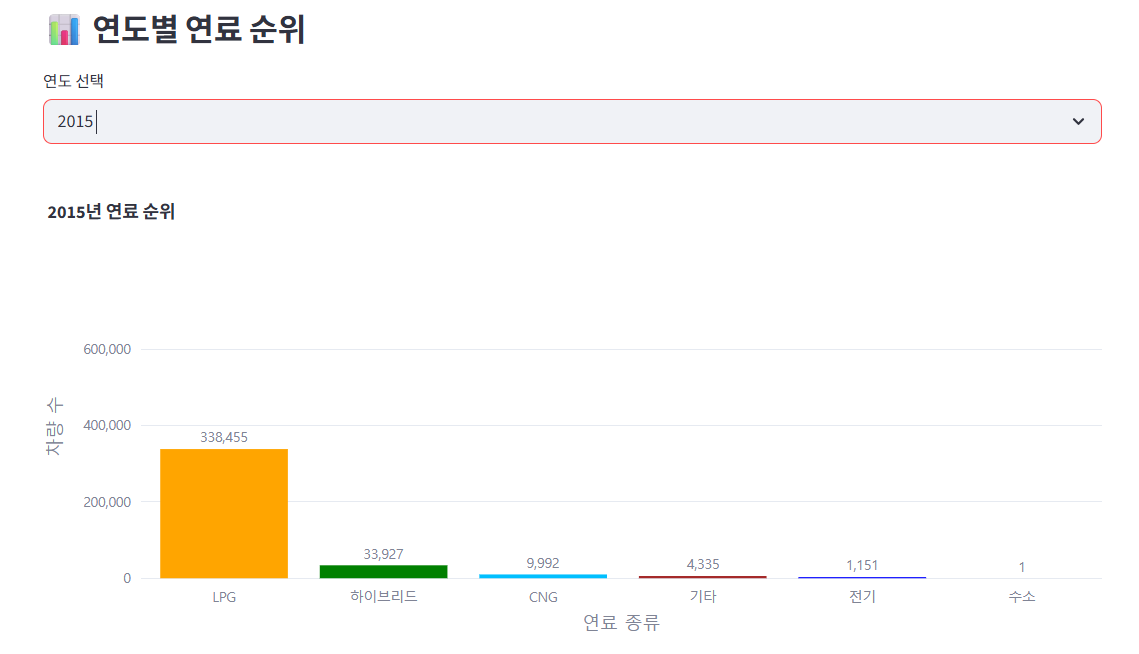 연도별 연료 순위
연도 선택
2015
2015년 연료 순위
차량 수
600,000
400,000
200,000
0
338,455
33,927
9,992
4,335
1,151
1
LPG
하이브리드
CNG
기타
전기
수소
연료 종류